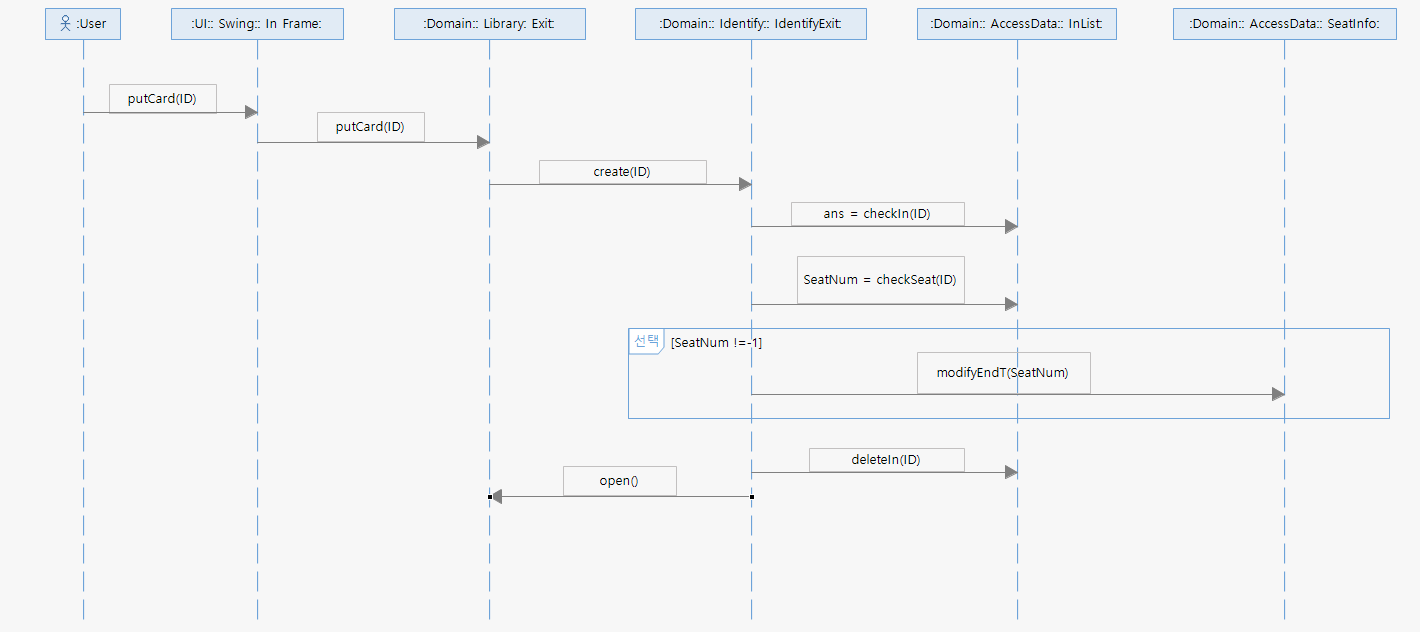 :User
:UI:: Swing:: In Frame:
:Domain:: Library: Exit:
:Domain:: Identify:: IdentifyExit:
:Domain:: AccessData:: InList:
:Domain:: AccessData:: SeatInfo:
putCard(ID)
putCard(ID)
create(ID)
ans = checkIn(ID)
SeatNum = checkSeat(ID)
선택 [SeatNum !=-1]
modifyEndT(SeatNum)
deleteIn(ID)
open()